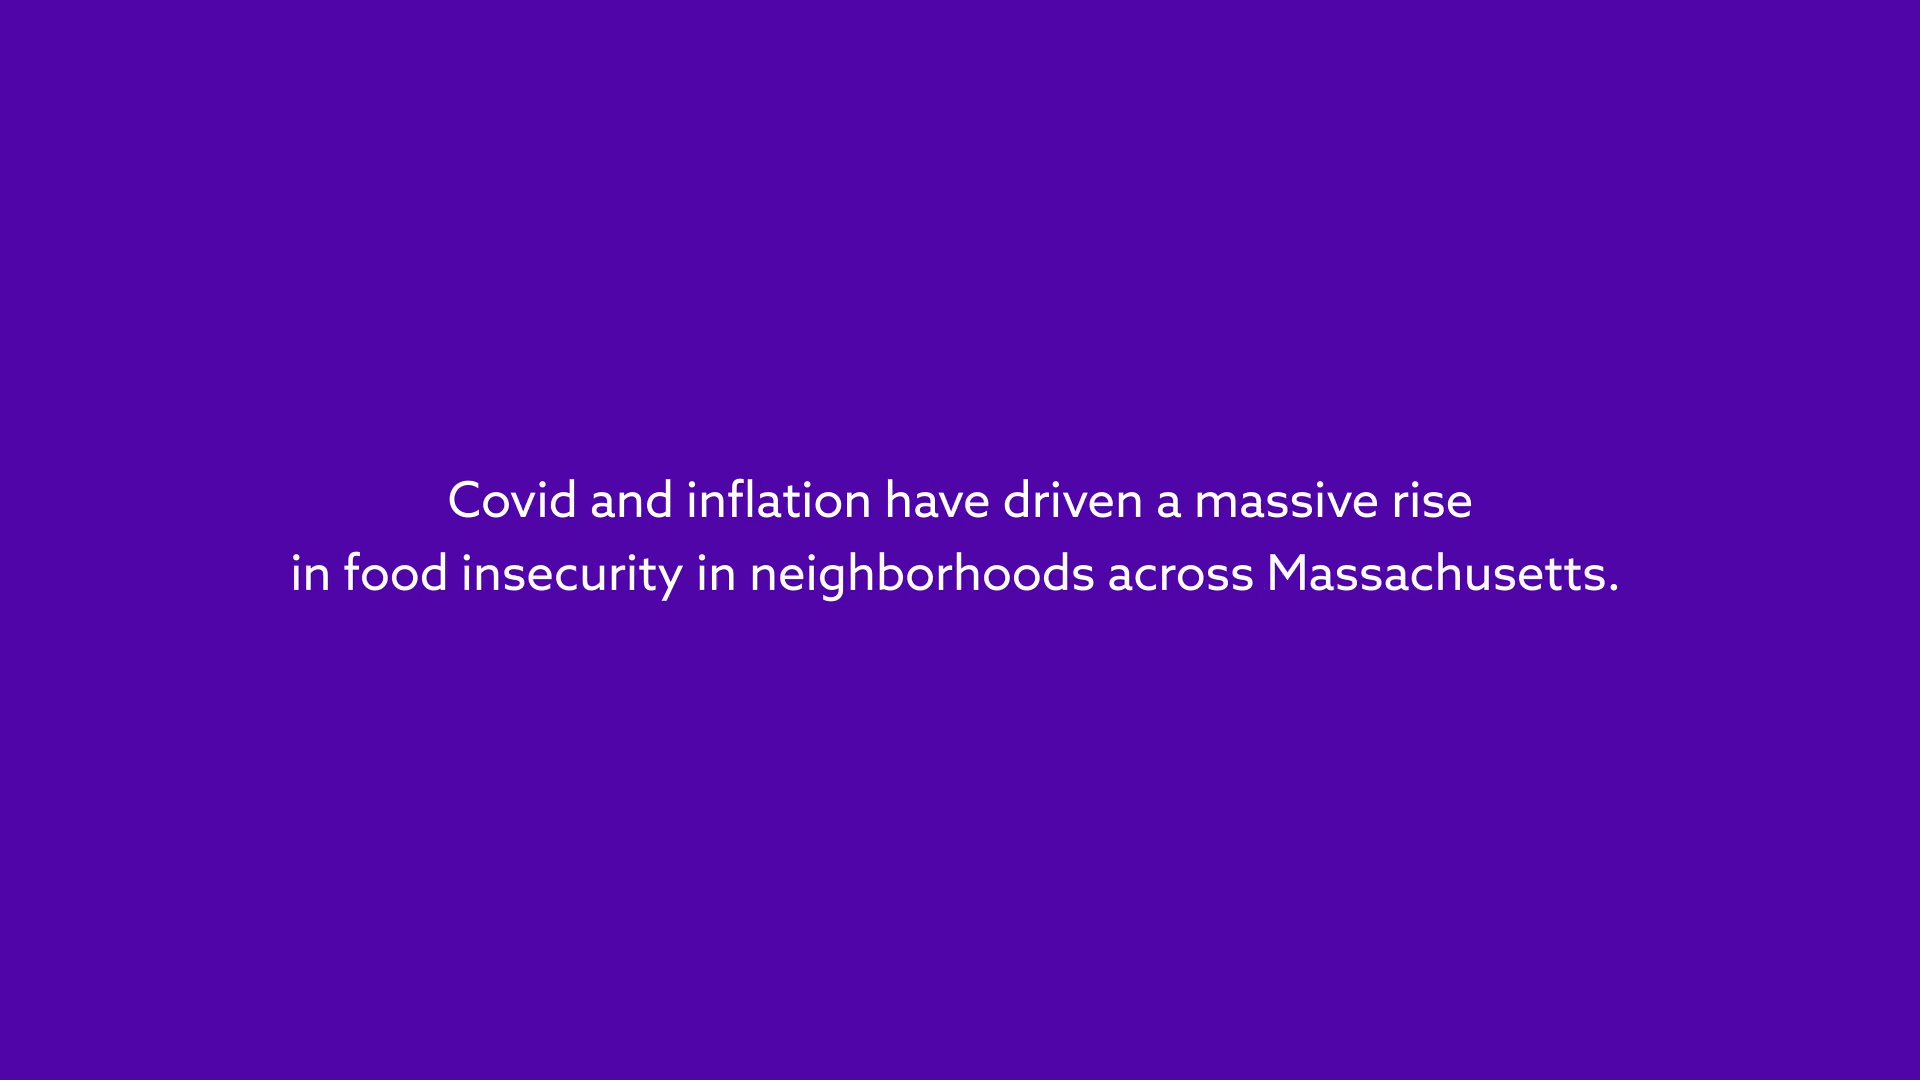 Covid and inflation have driven a massive rise
in food insecurity in neighborhoods across Massachusetts.